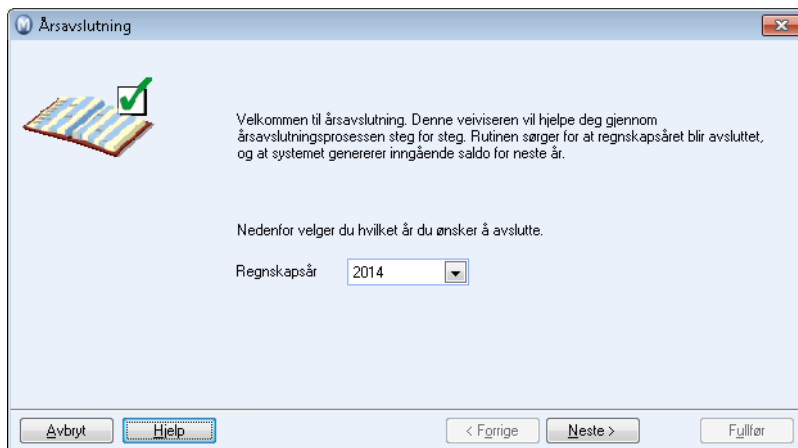 Årsavslutning
Velkommen til årsavslutning. Denne veiviseren vil hjelpe deg gjennom
årsavslutningsprosessen steg for steg. Rutinen sørger for at regnskapsåret blir avsluttet,
og at systemet genererer inngående saldo for neste år.
Nedenfor velger du hvilket år du ønsker å avslutte.
Regnskapsår 2014
Avbryt Hjelp < Forrige Neste > Fullfør